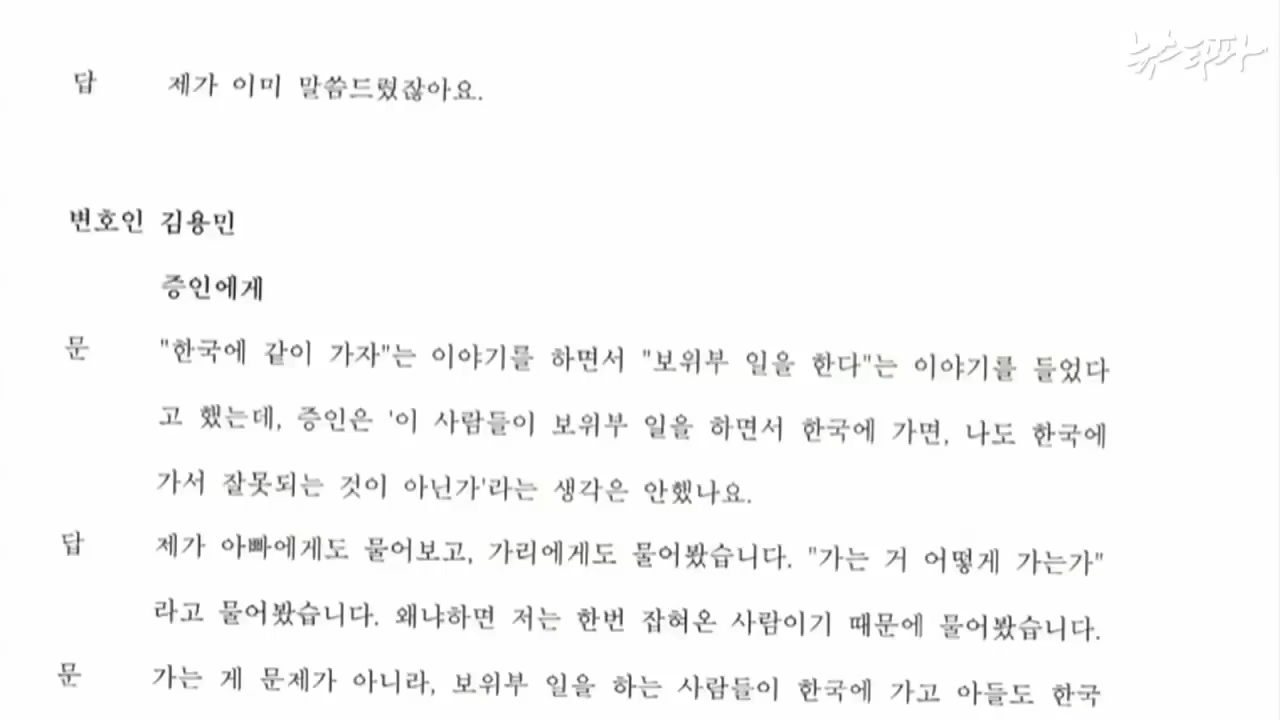 뉴스타파
답 제가 이미 말씀드렸잖아요.
변호인 김용민
증인에게
문 "한국에 같이 가자"는 이야기를 하면서 "보위부 일을 한다"는 이야기를 들었다
고 했는데, 증인은 '이 사람들이 보위부 일을 하면서 한국에 가면, 나도 한국에
가서 잘못되는 것이 아닌가'라는 생각은 안했나요.
답 제가 아빠에게도 물어보고, 가리에게도 물어봤습니다. "가는 거 어떻게 가는가"
라고 물어봤습니다. 왜냐하면 저는 한번 잡혀온 사람이기 때문에 물어봤습니다.
문 가는 게 문제가 아니라, 보위부 일을 하는 사람들이 한국에 가고 아들도 한국